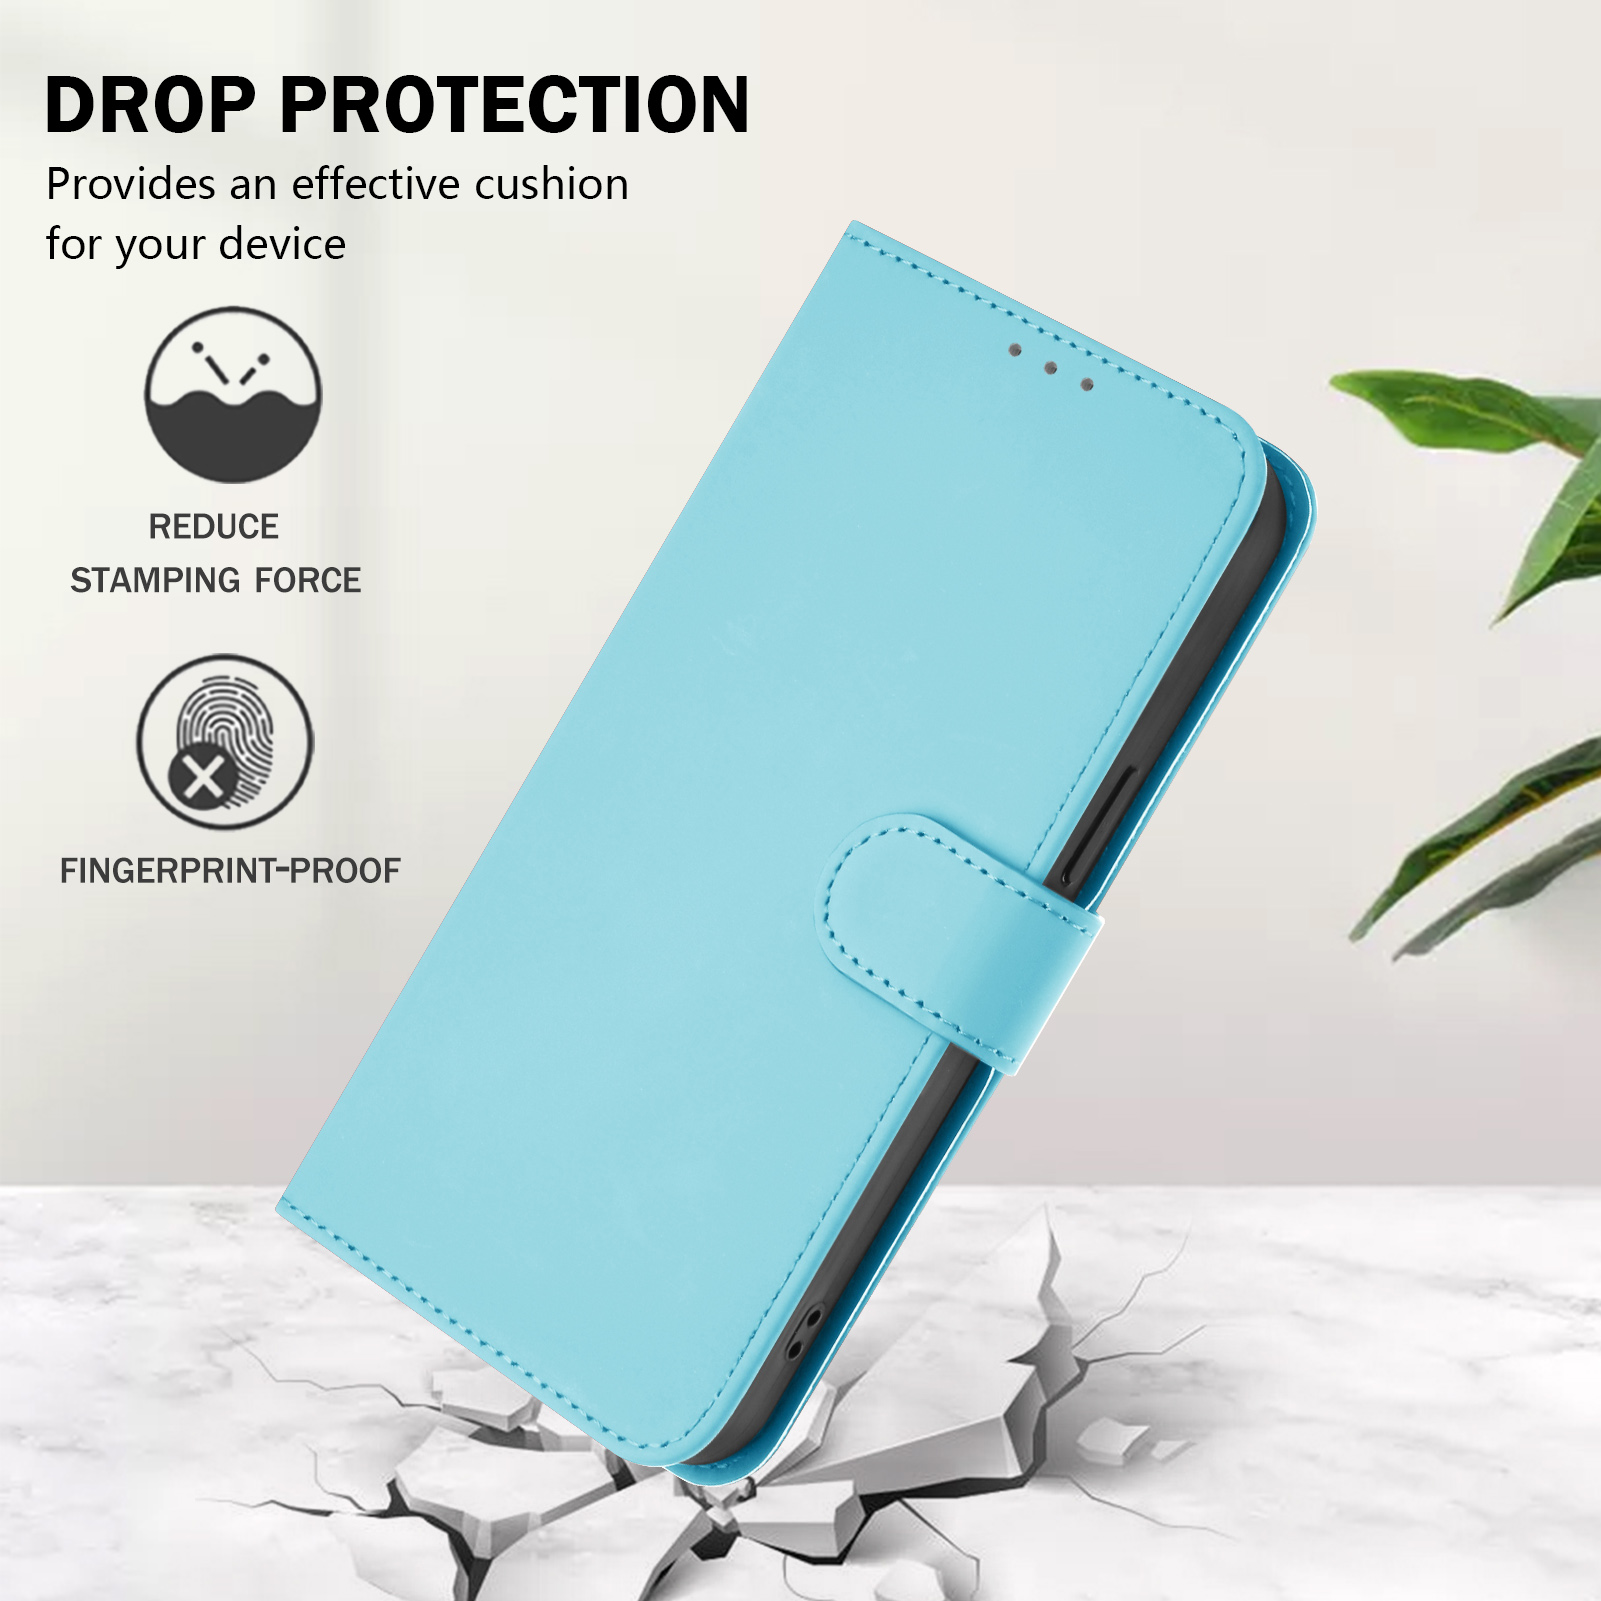 DROP PROTECTION
Provides an effective cushion
for your device
REDUCE
STAMPING FORCE
FINGERPRINT-PROOF